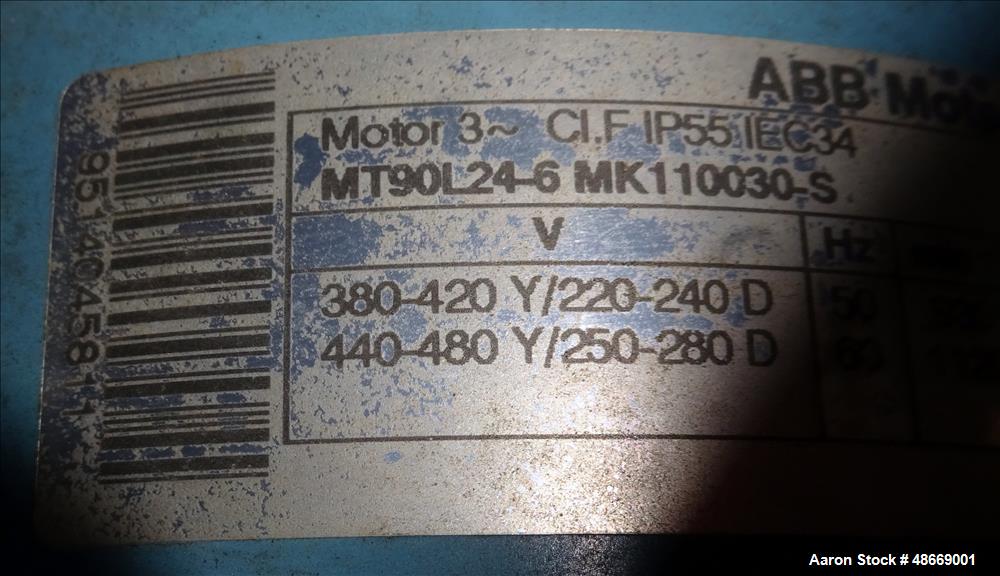 ABB
Motor 3~ Cl.F IP55 IEC34
MT90L24-6 MK110030-S
V Hz
380-420 Y/220-240 D 50
440-480 Y/250-280 D 60
Aaron Stock # 48669001